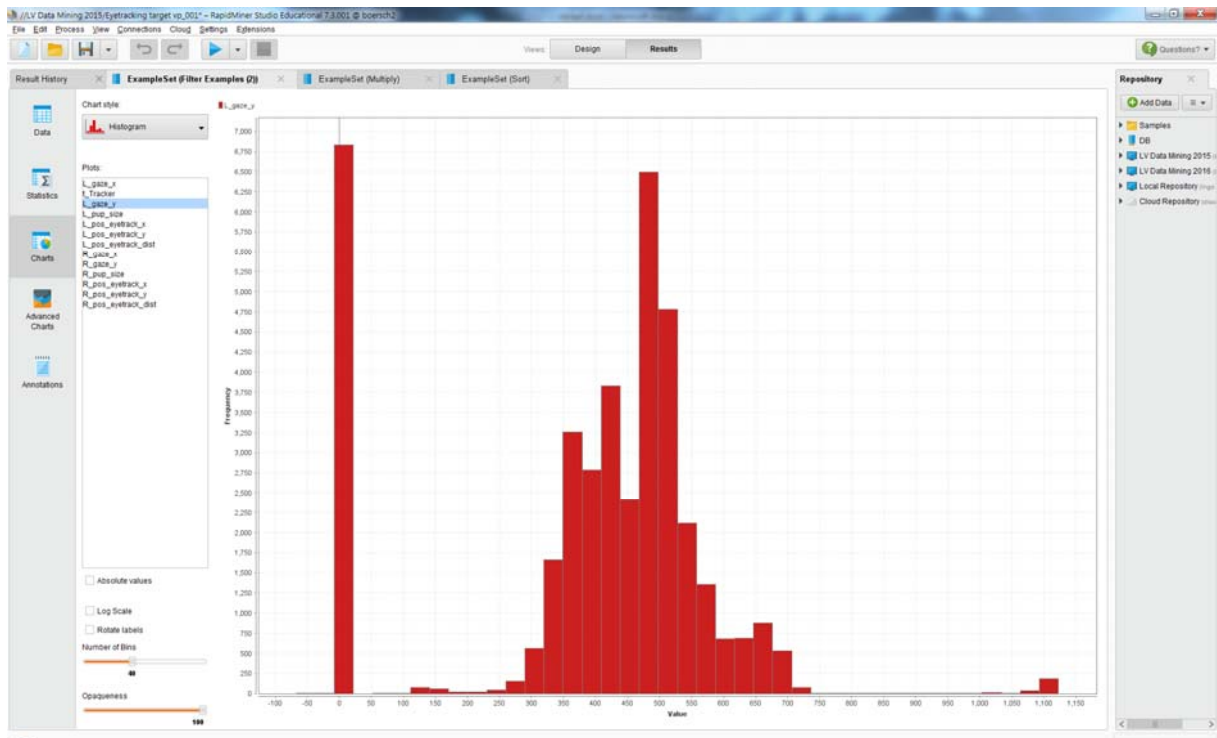 //LV Data Mining 2015/Eyetracking target vp_001* – RapidMiner Studio Educational 7.3.001 @ boersch2
File Edit Process View Connections Cloud Settings Extensions
Views: Design Results Questions?
Result History ExampleSet (Filter Examples (2)) ExampleSet (Multiply) ExampleSet (Sort) Repository
Data
Statistics
Charts
Advanced
Charts
Annotations
Chart style:
Histogram
Plots:
L_gaze_x
t_Tracker
L_gaze_y
L_pup_size
L_pos_eyetrack_x
L_pos_eyetrack_y
L_pos_eyetrack_dist
R_gaze_x
R_gaze_y
R_pup_size
R_pos_eyetrack_x
R_pos_eyetrack_y
R_pos_eyetrack_dist
Absolute values
Log Scale
Rotate labels
Number of Bins
40
Opaqueness
100
L_gaze_y
7,000
6,750
6,500
6,250
6,000
5,750
5,500
5,250
5,000
4,750
4,500
4,250
4,000
3,750
3,500
3,250
3,000
2,750
2,500
2,250
2,000
1,750
1,500
1,250
1,000
750
500
250
0
Frequency
-100 -50 0 50 100 150 200 250 300 350 400 450 500 550 600 650 700 750 800 850 900 950 1,000 1,050 1,100 1,150
Value
Add Data
Samples
DB
LV Data Mining 2015
LV Data Mining 2016
Local Repository
Cloud Repository